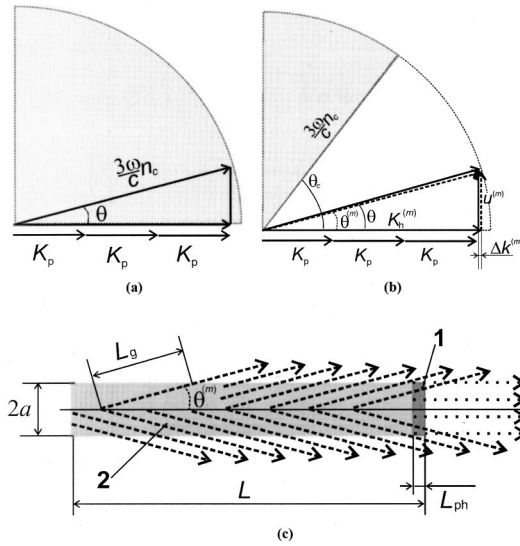 3ω/c n_c
θ
K_p K_p K_p
(a)
3ω/c n_c
θ_c
θ^(m) θ K_h^(m) u^(m)
K_p K_p K_p Δk^(m)
(b)
L_g
θ^(m)
1
2a
2
L
L_ph
(c)